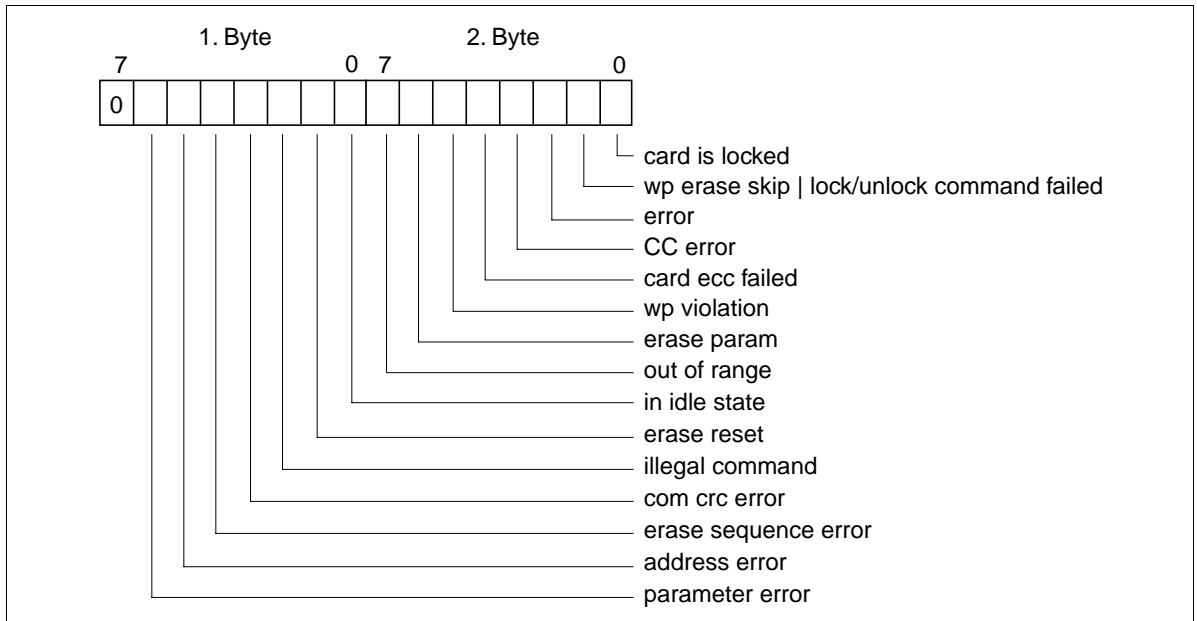 1. Byte 2. Byte
7 0 7 0
0
card is locked
wp erase skip | lock/unlock command failed
error
CC error
card ecc failed
wp violation
erase param
out of range
in idle state
erase reset
illegal command
com crc error
erase sequence error
address error
parameter error